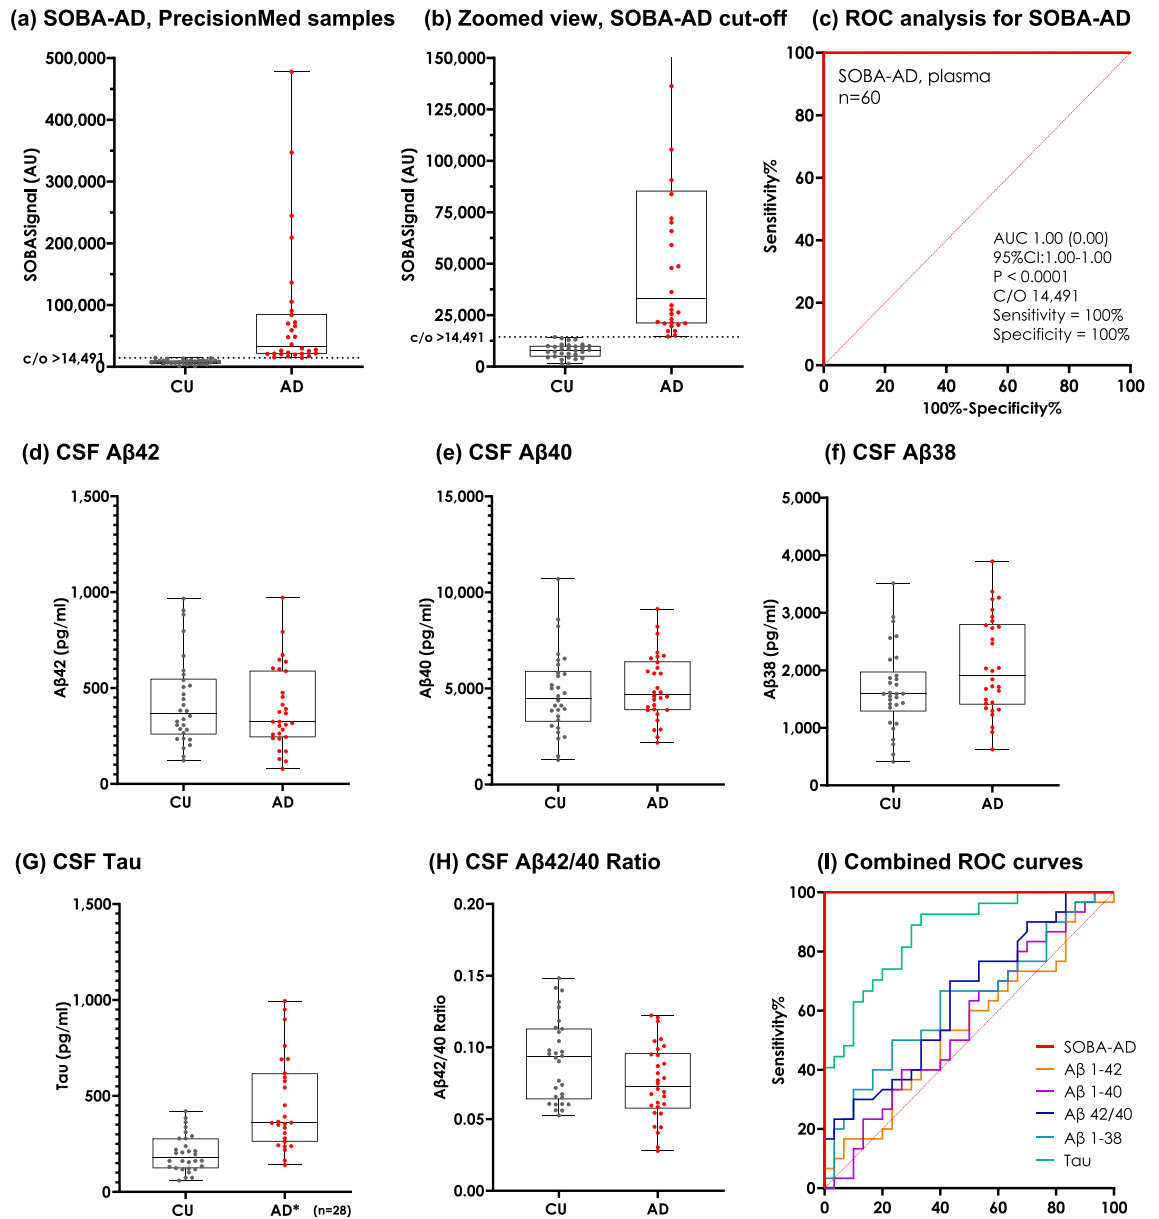 (a) SOBA-AD, PrecisionMed samples
500,000
400,000
300,000
200,000
100,000
c/o >14,491
0
SOBASignal (AU)
CU
AD
(b) Zoomed view, SOBA-AD cut-off
150,000
125,000
100,000
75,000
50,000
25,000
c/o >14,491
0
SOBASignal (AU)
CU
AD
(c) ROC analysis for SOBA-AD
100
80
60
40
20
0
Sensitivity%
SOBA-AD, plasma
n=60
AUC 1.00 (0.00)
95%CI:1.00-1.00
P < 0.0001
C/O 14,491
Sensitivity = 100%
Specificity = 100%
0
20
40
60
80
100
100%-Specificity%
(d) CSF Aβ42
1,500
1,000
500
0
Aβ42 (pg/ml)
CU
AD
(e) CSF Aβ40
15,000
10,000
5,000
0
Aβ40 (pg/ml)
CU
AD
(f) CSF Aβ38
5,000
4,000
3,000
2,000
1,000
0
Aβ38 (pg/ml)
CU
AD
(G) CSF Tau
1,500
1,000
500
0
Tau (pg/ml)
CU
AD*
(n=28)
(H) CSF Aβ42/40 Ratio
0.20
0.15
0.10
0.05
0.00
Aβ42/40 Ratio
CU
AD
(I) Combined ROC curves
100
80
60
40
20
0
Sensitivity%
SOBA-AD
Aβ 1-42
Aβ 1-40
Aβ 42/40
Aβ 1-38
Tau
0
20
40
60
80
100